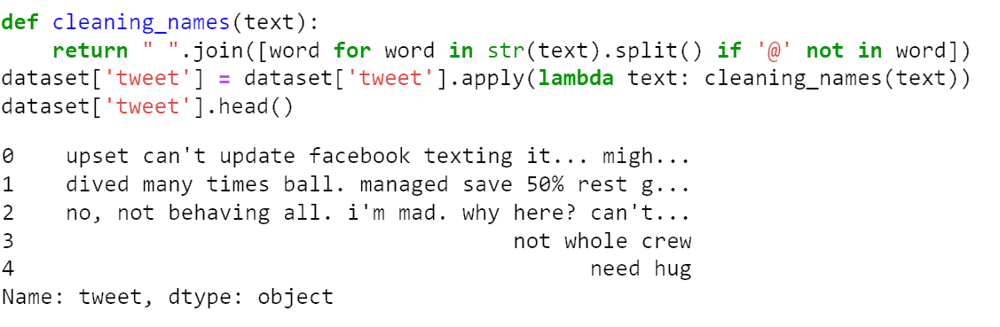 def cleaning_names(text):
    return " ".join([word for word in str(text).split() if '@' not in word])
dataset['tweet'] = dataset['tweet'].apply(lambda text: cleaning_names(text))
dataset['tweet'].head()
0    upset can't update facebook texting it... migh...
1    dived many times ball. managed save 50% rest g...
2    no, not behaving all. i'm mad. why here? can't...
3                                       not whole crew
4                                             need hug
Name: tweet, dtype: object